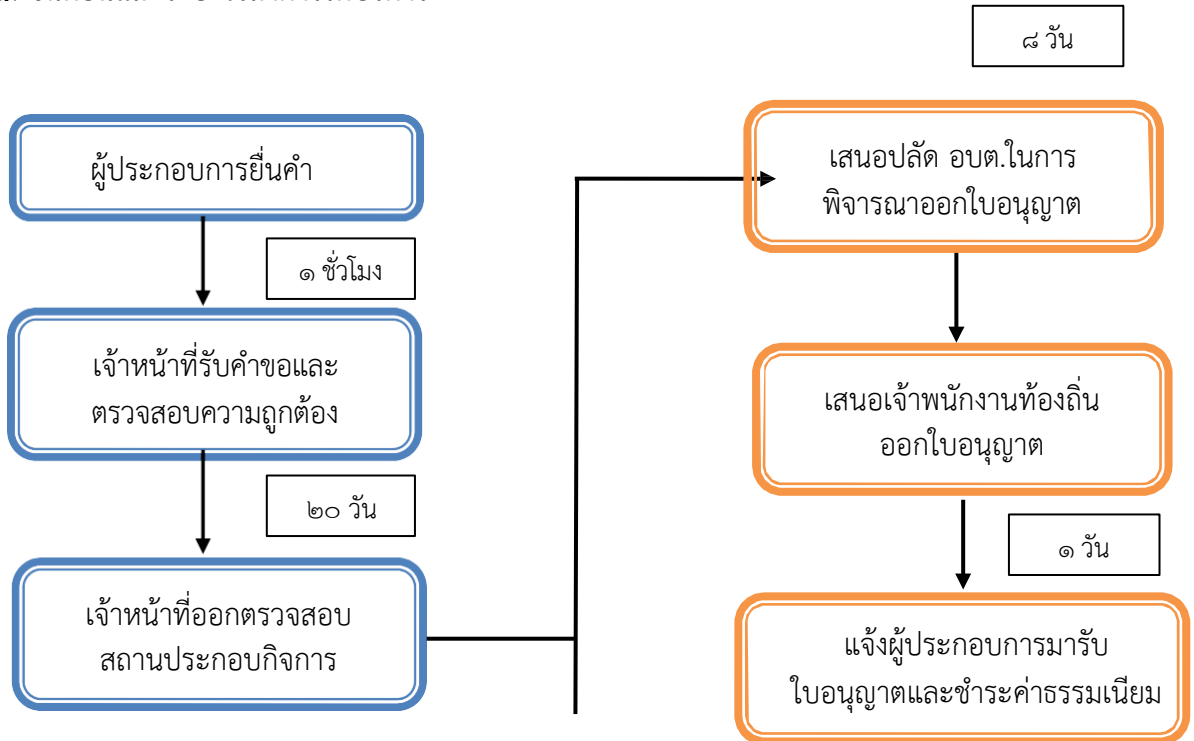 ๘ วัน
ผู้ประกอบการยื่นคำ
๑ ชั่วโมง
เจ้าหน้าที่รับคำขอและ
ตรวจสอบความถูกต้อง
๒๐ วัน
เจ้าหน้าที่ออกตรวจสอบ
สถานประกอบกิจการ
เสนอปลัด อบต.ในการ
พิจารณาออกใบอนุญาต
เสนอเจ้าพนักงานท้องถิ่น
ออกใบอนุญาต
๑ วัน
แจ้งผู้ประกอบการมารับ
ใบอนุญาตและชำระค่าธรรมเนียม